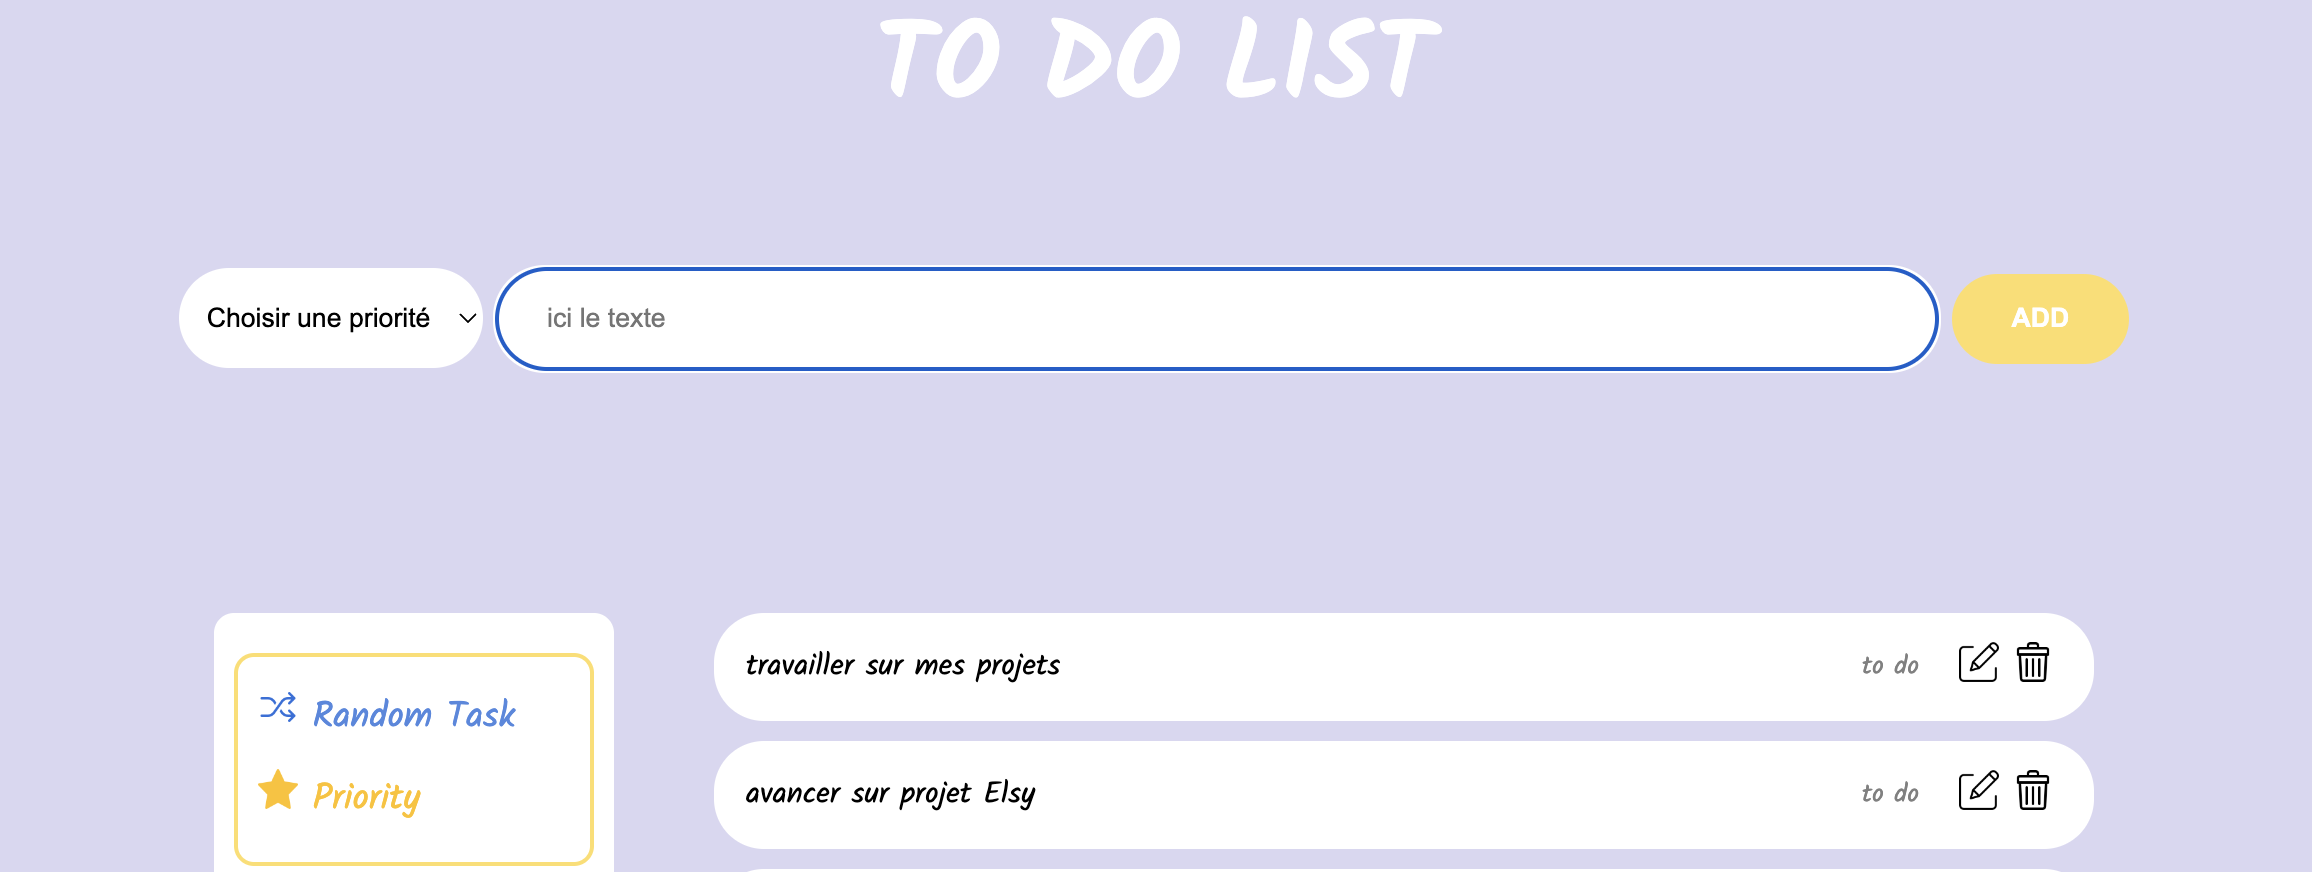 TO DO LIST
Choisir une priorité
ici le texte
ADD
Random Task
Priority
travailler sur mes projets
to do
avancer sur projet Elsy
to do